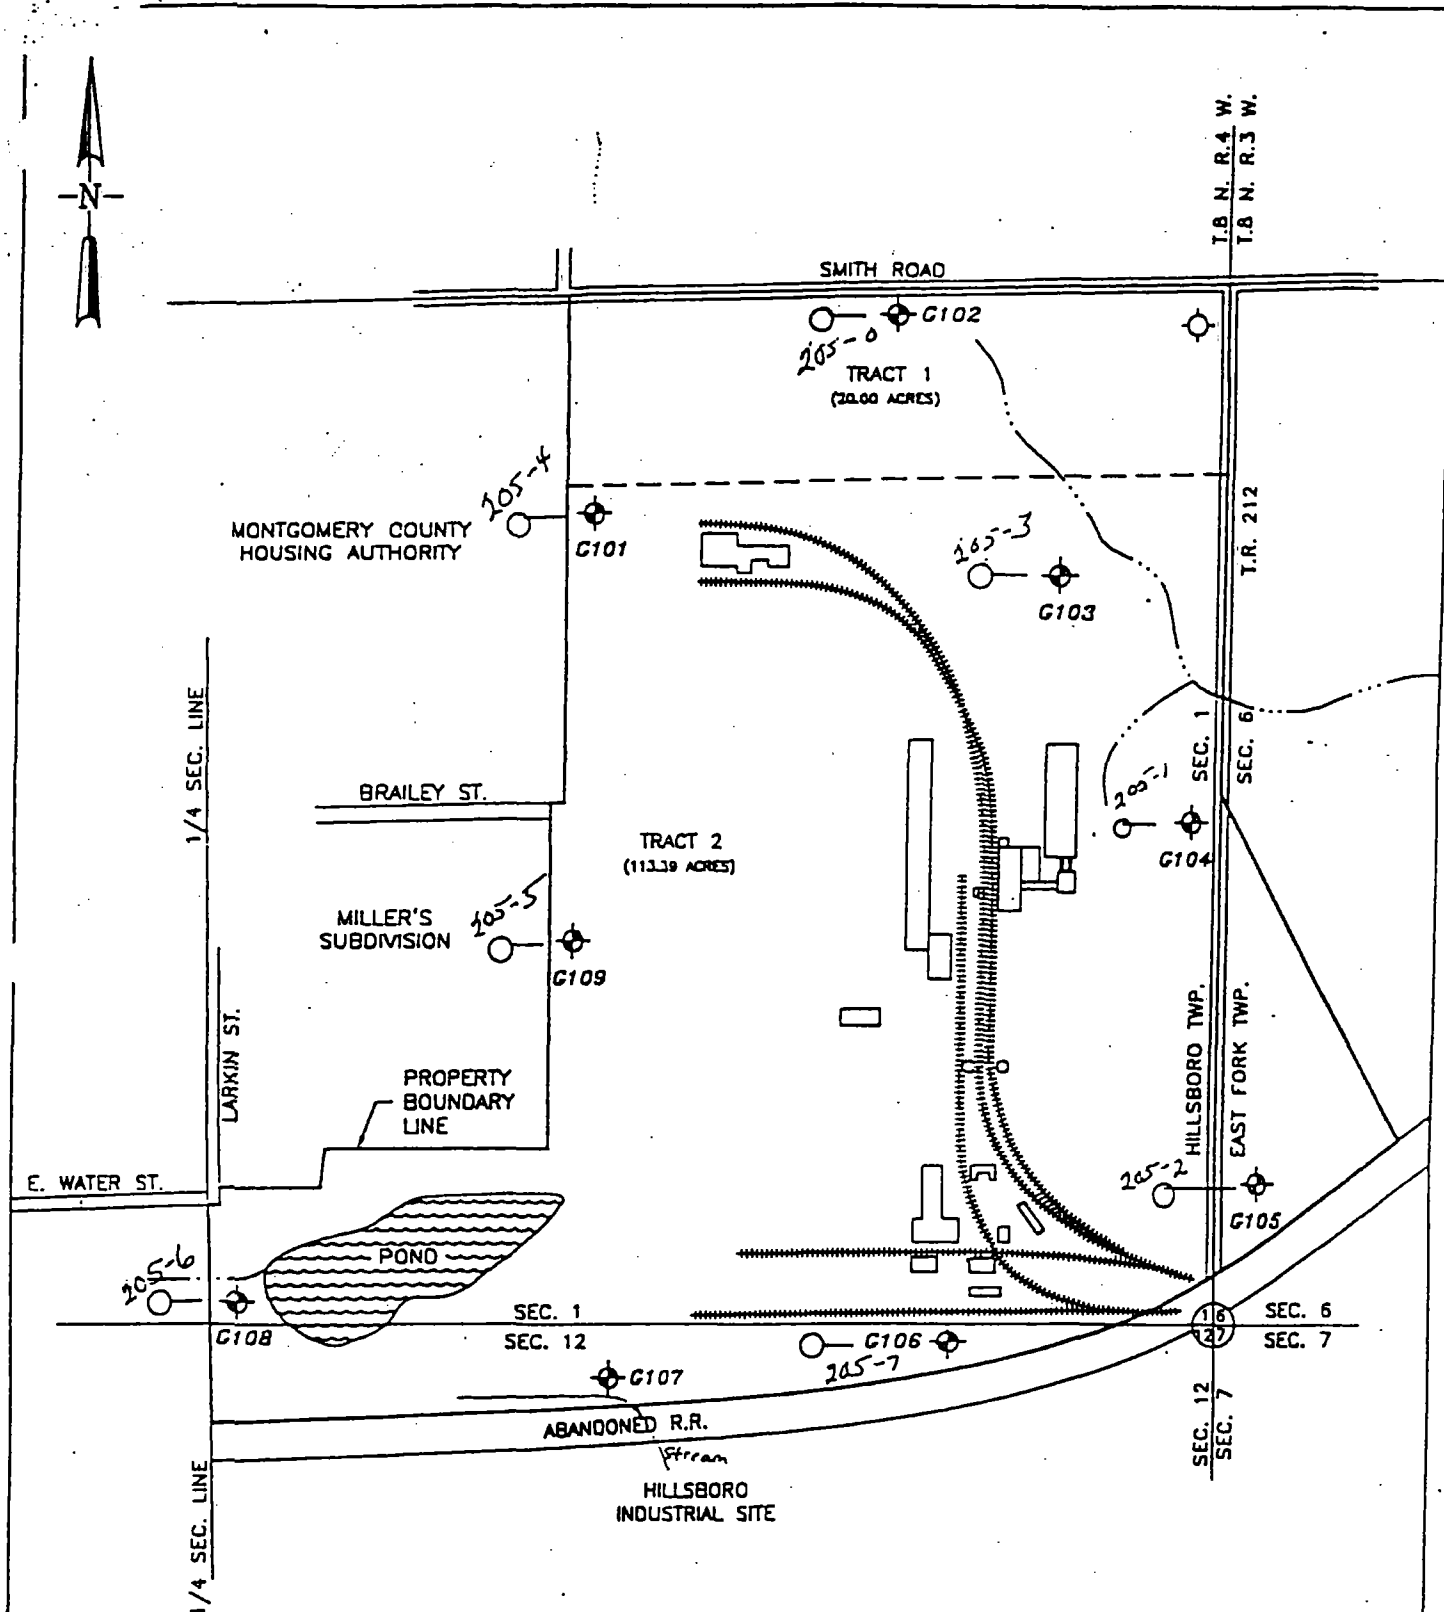 T.8 N. R.4 W.
T.8 N. R.3 W.
N
SMITH ROAD
G102
205-0
TRACT 1
(20.00 ACRES)
205-4
MONTGOMERY COUNTY
HOUSING AUTHORITY
G101
205-3
G103
T.R. 212
1/4 SEC. LINE
SEC. 1
SEC. 6
BRAILEY ST.
205-1
G104
TRACT 2
(113.39 ACRES)
MILLER'S
SUBDIVISION
205-5
G109
LARKIN ST.
HILLSBORO TWP.
EAST FORK TWP.
PROPERTY
BOUNDARY
LINE
E. WATER ST.
205-2
G105
POND
205-6
G108
SEC. 1
SEC. 12
G106
205-7
1 6
12 7
SEC. 6
SEC. 7
G107
ABANDONED R.R.
Stream
SEC. 12
SEC. 7
HILLSBORO
INDUSTRIAL SITE
1/4 SEC. LINE